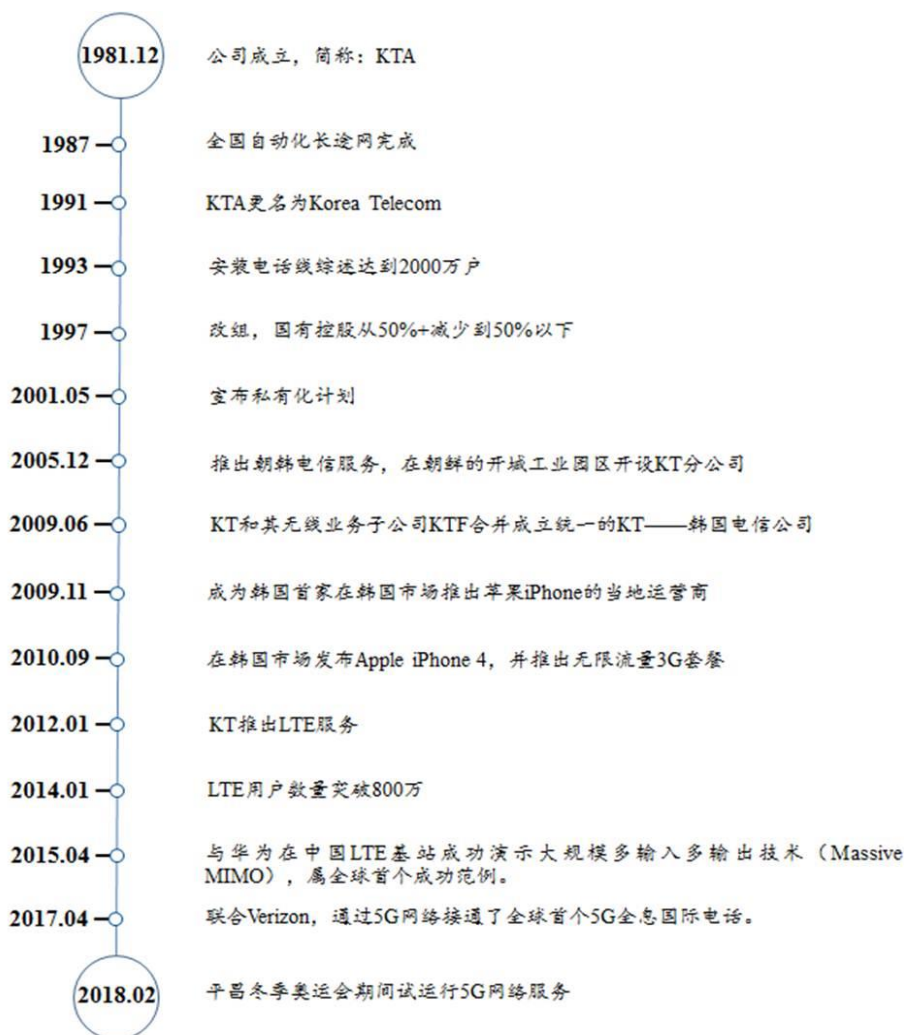 1981.12 公司成立，简称：KTA
1987 全国自动化长途网完成
1991 KTA更名为Korea Telecom
1993 安装电话线综述达到2000万户
1997 改组，国有控股从50%+减少到50%以下
2001.05 宣布私有化计划
2005.12 推出朝韩电信服务，在朝鲜的开城工业园区开设KT分公司
2009.06 KT和其无线业务子公司KTF合并成立统一的KT——韩国电信公司
2009.11 成为韩国首家在韩国市场推出苹果iPhone的当地运营商
2010.09 在韩国市场发布Apple iPhone 4，并推出无限流量3G套餐
2012.01 KT推出LTE服务
2014.01 LTE用户数量突破800万
2015.04 与华为在中国LTE基站成功演示大规模多输入多输出技术（Massive
MIMO），属全球首个成功范例。
2017.04 联合Verizon，通过5G网络接通了全球首个5G全息国际电话。
2018.02 平昌冬季奥运会期间试运行5G网络服务